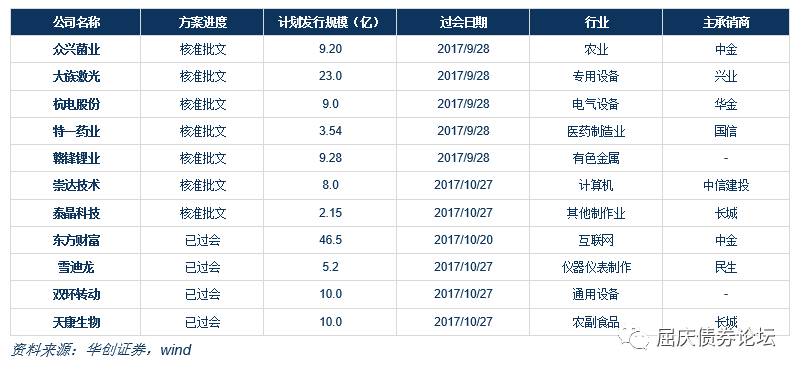 公司名称 方案进度 计划发行规模（亿） 过会日期 行业 主承销商
众兴菌业 核准批文 9.20 2017/9/28 农业 中金
大族激光 核准批文 23.0 2017/9/28 专用设备 兴业
杭电股份 核准批文 9.0 2017/9/28 电气设备 华金
特一药业 核准批文 3.54 2017/9/28 医药制造业 国信
赣锋锂业 核准批文 9.28 2017/9/28 有色金属 -
崇达技术 核准批文 8.0 2017/10/27 计算机 中信建投
泰晶科技 核准批文 2.15 2017/10/27 其他制作业 长城
东方财富 已过会 46.5 2017/10/20 互联网 中金
雪迪龙 已过会 5.2 2017/10/27 仪器仪表制作 民生
双环转动 已过会 10.0 2017/10/27 通用设备 -
天康生物 已过会 10.0 2017/10/27 农副食品 长城
资料来源：华创证券，wind
屈庆债券论坛